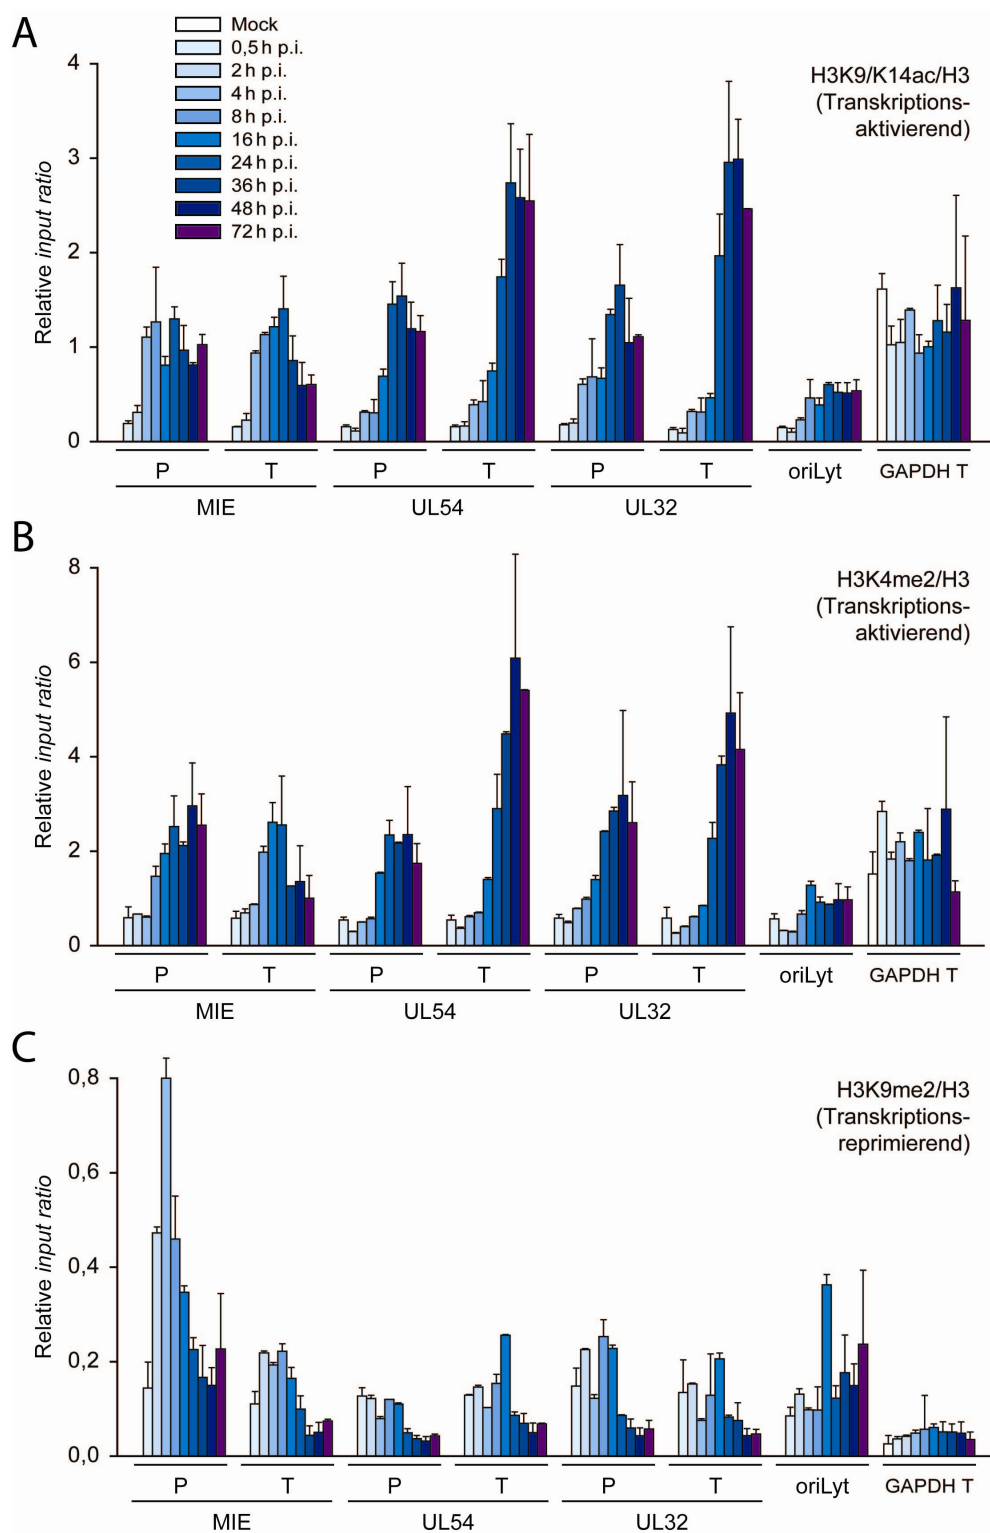 A
Mock
0,5 h p.i.
2 h p.i.
4 h p.i.
8 h p.i.
16 h p.i.
24 h p.i.
36 h p.i.
48 h p.i.
72 h p.i.
H3K9/K14ac/H3
(Transkriptions-
aktivierend)
Relative input ratio
4
3
2
1
0
P T P T P T oriLyt GAPDH T
MIE UL54 UL32
B
H3K4me2/H3
(Transkriptions-
aktivierend)
Relative input ratio
8
6
4
2
0
P T P T P T oriLyt GAPDH T
MIE UL54 UL32
C
H3K9me2/H3
(Transkriptions-
reprimierend)
Relative input ratio
0,8
0,6
0,4
0,2
0,0
P T P T P T oriLyt GAPDH T
MIE UL54 UL32